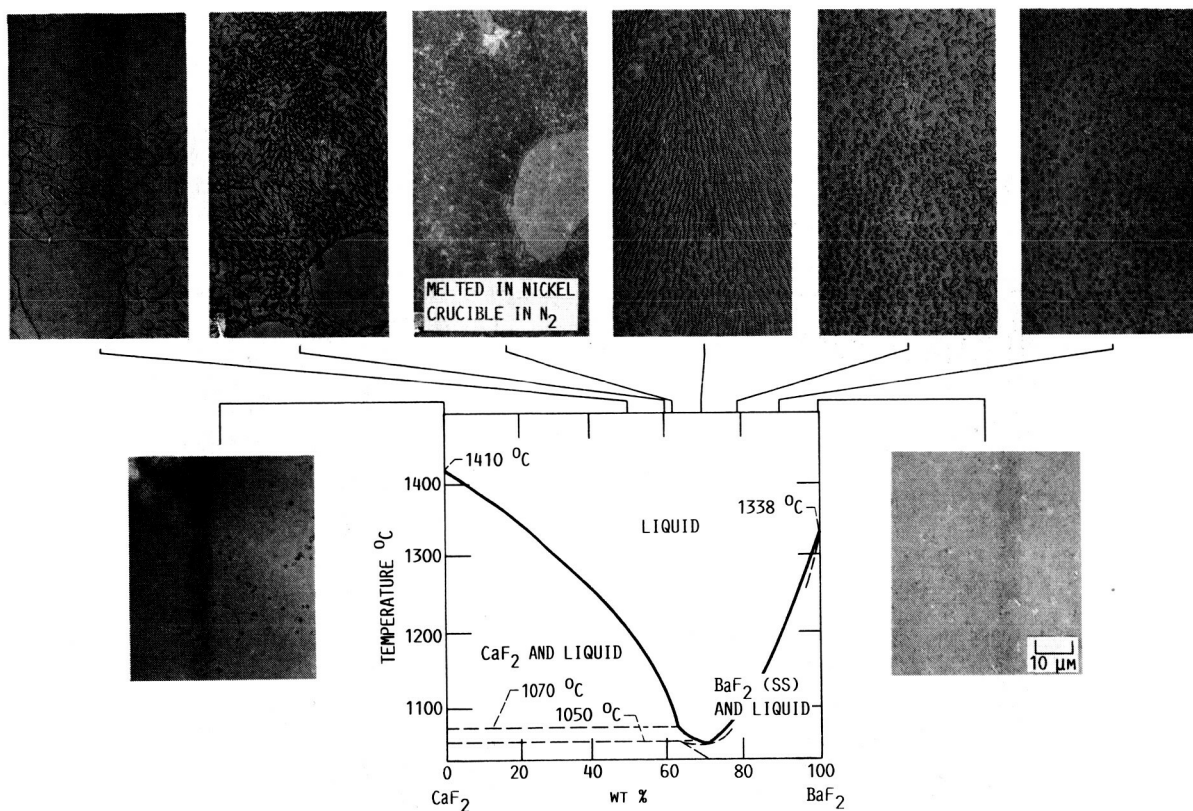 MELTED IN NICKEL
CRUCIBLE IN N₂
1410 °C
1400
1338 °C
LIQUID
1300
TEMPERATURE °C
1200
CaF₂ AND LIQUID
1070 °C
BaF₂ (SS)
AND LIQUID
1050 °C
1100
10 µM
0
20
40
60
80
100
CaF₂
WT %
BaF₂